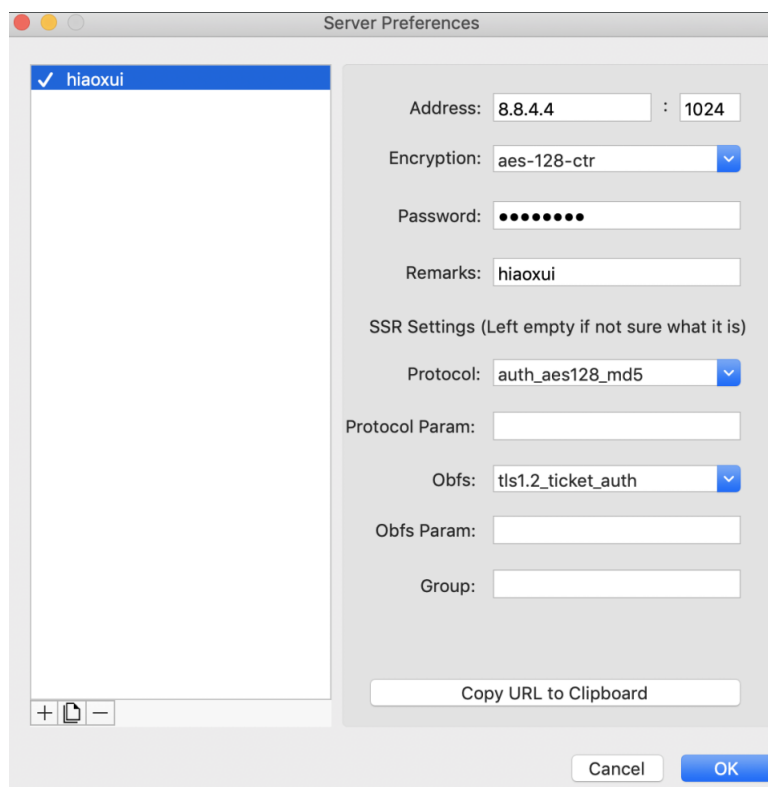 Server Preferences
hiaoxui
Address: 8.8.4.4 : 1024
Encryption: aes-128-ctr
Password: ●●●●●●●●
Remarks: hiaoxui
SSR Settings (Left empty if not sure what it is)
Protocol: auth_aes128_md5
Protocol Param:
Obfs: tls1.2_ticket_auth
Obfs Param:
Group:
Copy URL to Clipboard
Cancel OK